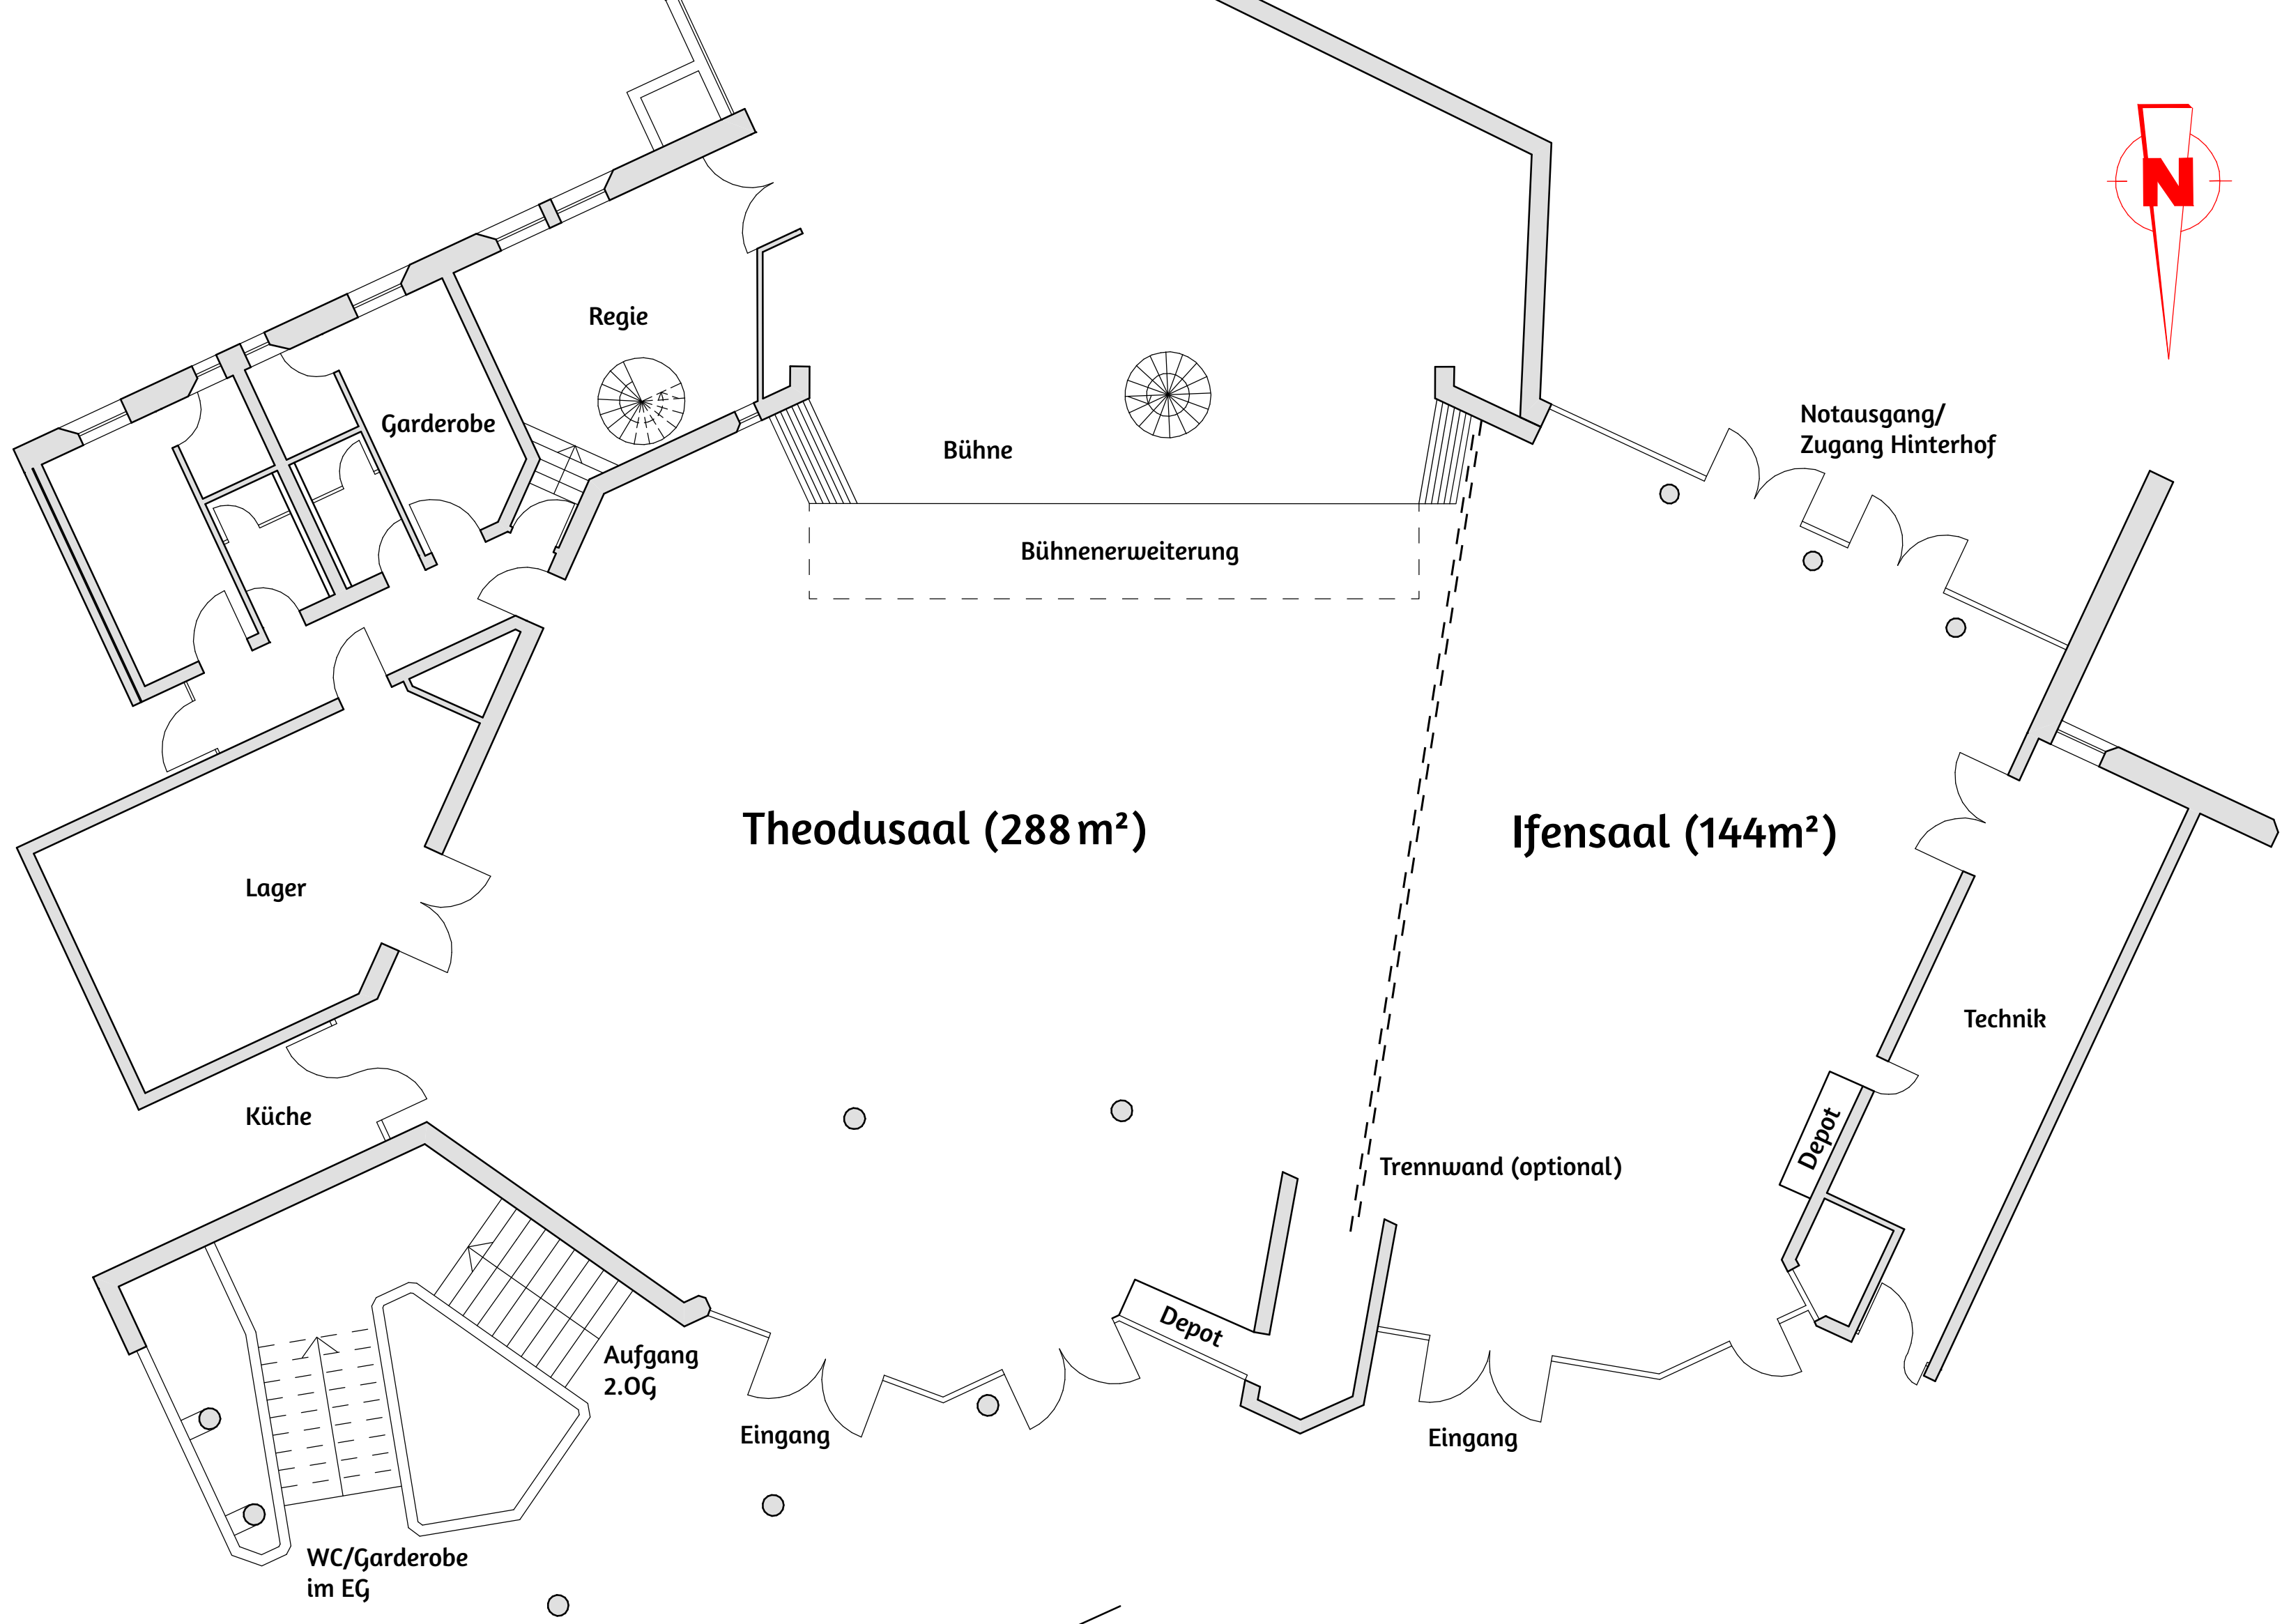 N
Regie
Garderobe
Bühne
Notausgang/
Zugang Hinterhof
Bühnenerweiterung
Theodusaal (288 m²)
Ifensaal (144m²)
Lager
Technik
Küche
Depot
Trennwand (optional)
Depot
Aufgang
2.OG
Eingang
Eingang
WC/Garderobe
im EG